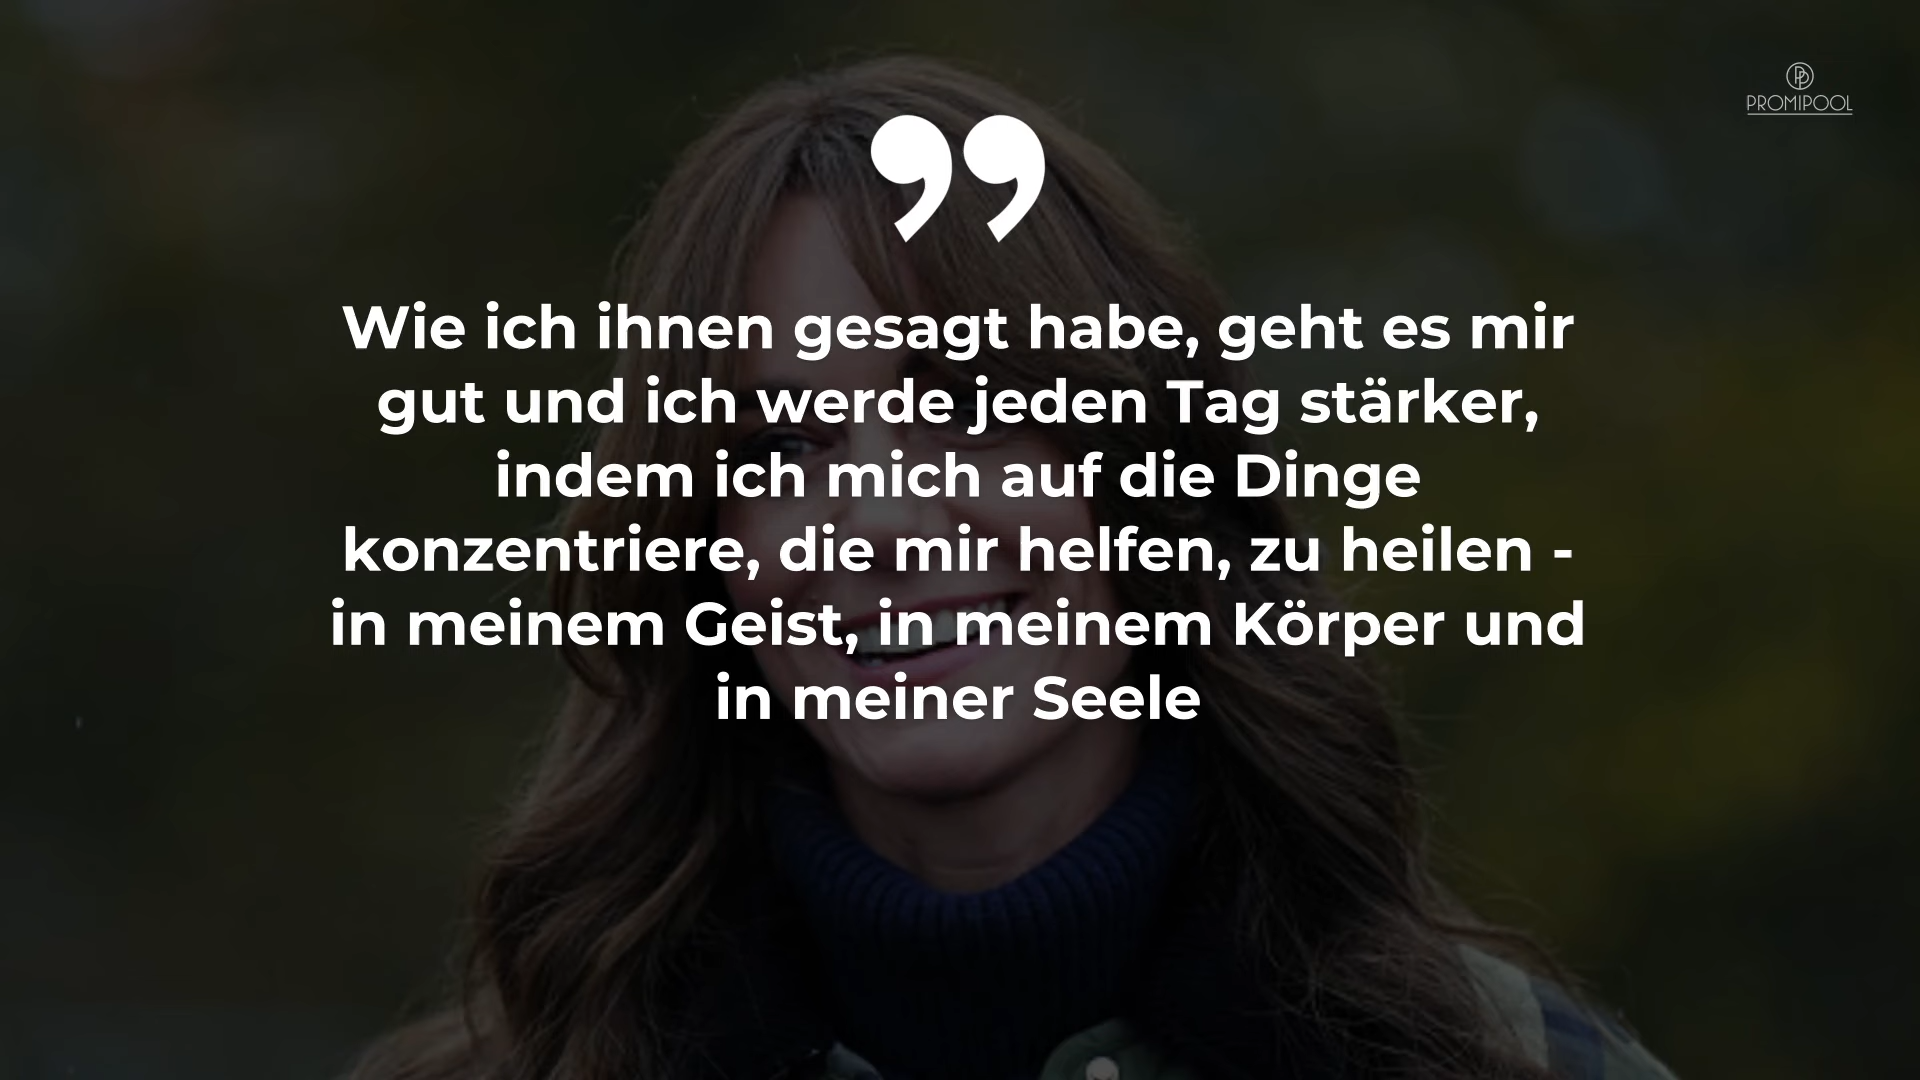 PROMIPOOL
”
Wie ich ihnen gesagt habe, geht es mir
gut und ich werde jeden Tag stärker,
indem ich mich auf die Dinge
konzentriere, die mir helfen, zu heilen -
in meinem Geist, in meinem Körper und
in meiner Seele